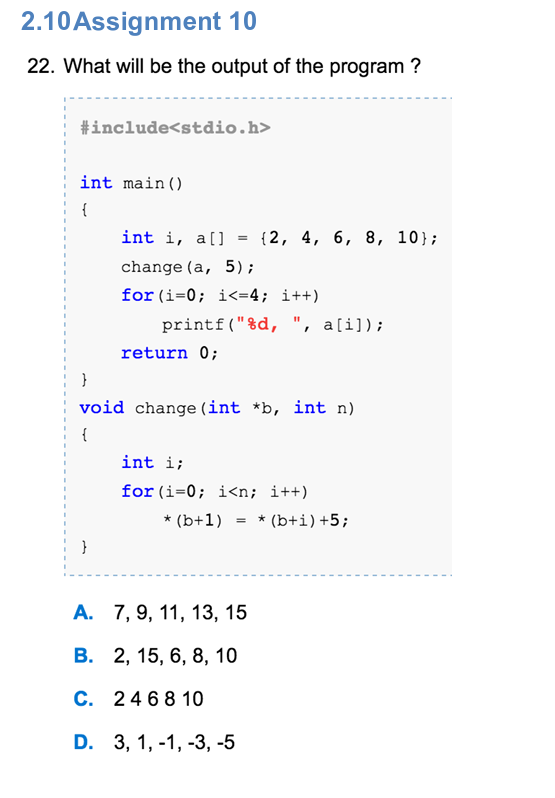 2.10Assignment 10
22. What will be the output of the program ?
#include<stdio.h>
int main()
{
int i, a[] = {2, 4, 6, 8, 10};
change(a, 5);
for(i=0; i<=4; i++)
printf("%d, ", a[i]);
return 0;
}
void change(int *b, int n)
{
int i;
for(i=0; i<n; i++)
*(b+1) = *(b+i)+5;
}
A. 7, 9, 11, 13, 15
B. 2, 15, 6, 8, 10
C. 2 4 6 8 10
D. 3, 1, -1, -3, -5